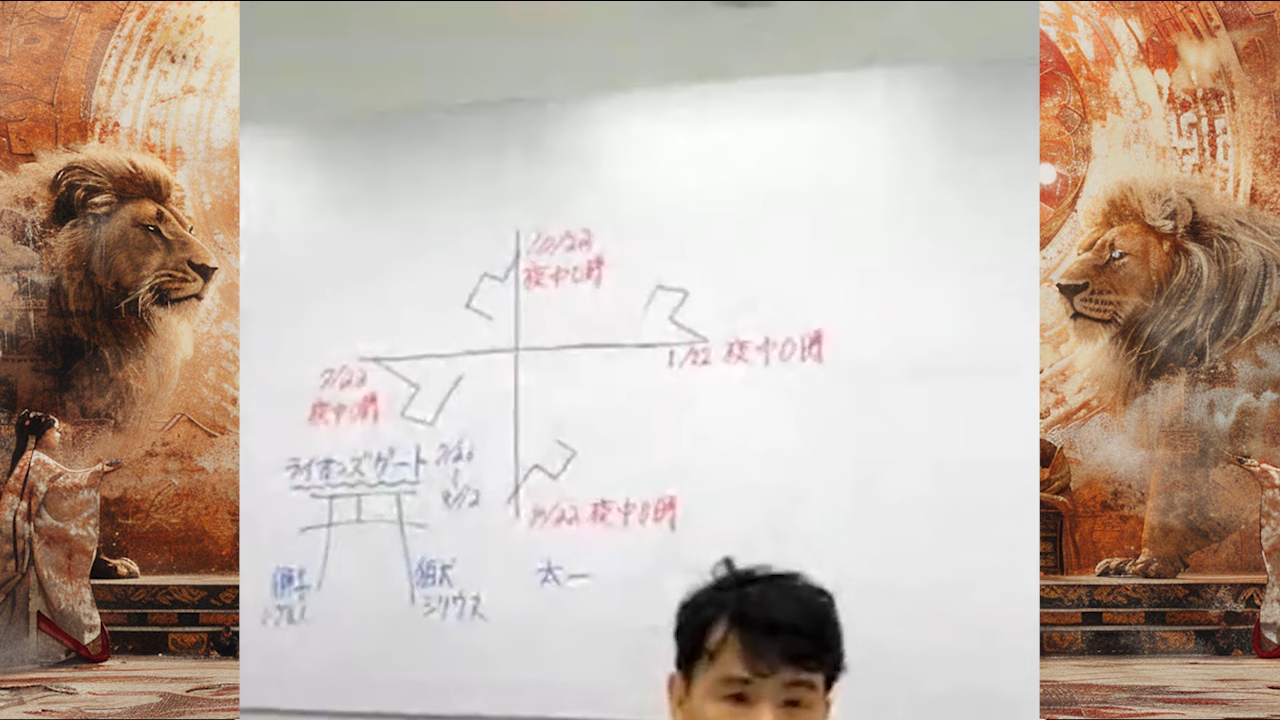 10/22
夜中0時
1/22 夜中0時
7/22
夜中0時
ライオンズゲート
7/26
8/12
夜中0時
獅子
狛犬
シリウス
太一